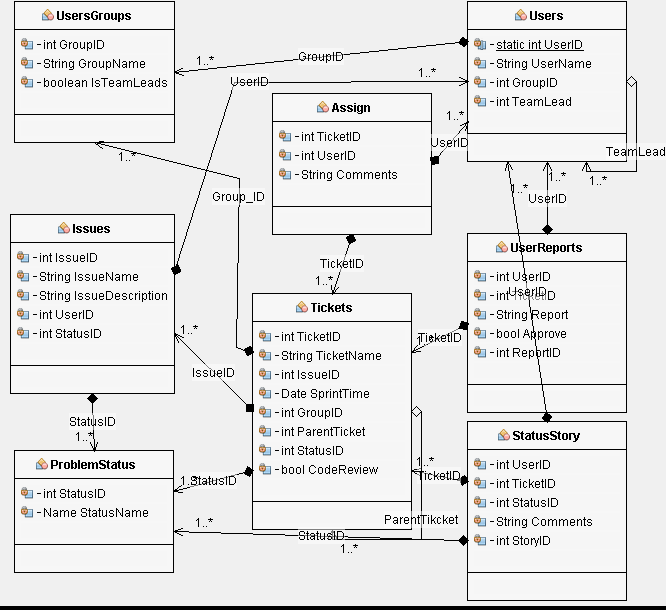 UsersGroups
- int GroupID
- String GroupName
- boolean IsTeamLeads
Users
- static int UserID
- String UserName
- int GroupID
- int TeamLead
Assign
- int TicketID
- int UserID
- String Comments
Issues
- int IssueID
- String IssueName
- String IssueDescription
- int UserID
- int StatusID
Tickets
- int TicketID
- String TicketName
- int IssueID
- Date SprintTime
- int GroupID
- int ParentTicket
- int StatusID
- bool CodeReview
UserReports
- int UserID
- int TicketID
- String Report
- bool Approve
- int ReportID
ProblemStatus
- int StatusID
- Name StatusName
StatusStory
- int UserID
- int TicketID
- int StatusID
- String Comments
- int StoryID
1..*
GroupID
UserID
1..*
1..*
UserID
TeamLead
1..*
1..*
1..*
UserID
UserID
1..*
Group_ID
TicketID
1..*
1..*
IssueID
TicketID
StatusID
1..*
1..*
StatusID
1..*
TicketID
ParentTikcket
1..*
StatusID
1..*